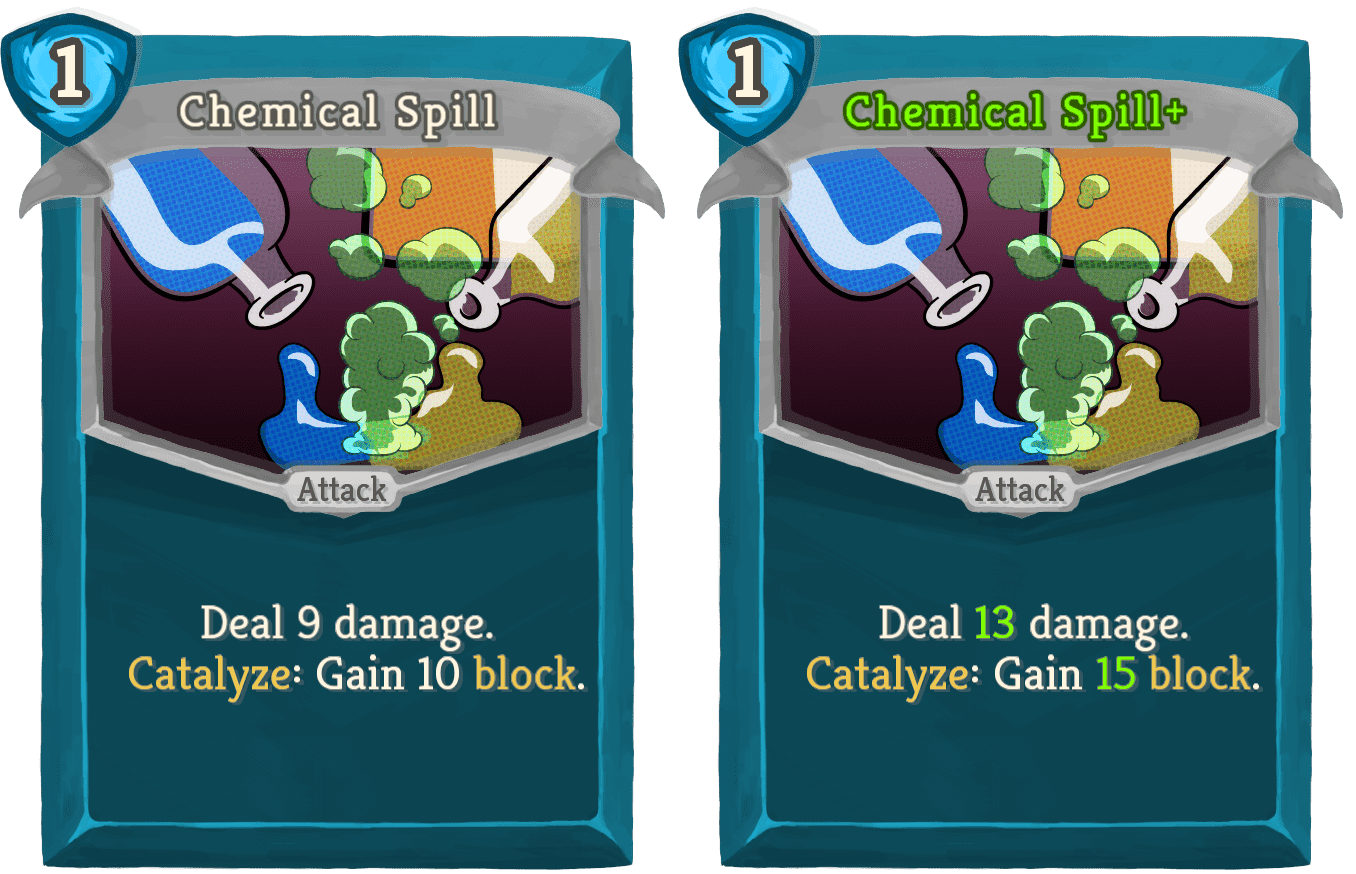 1
Chemical Spill
Attack
Deal 9 damage.
Catalyze: Gain 10 block.
1
Chemical Spill+
Attack
Deal 13 damage.
Catalyze: Gain 15 block.